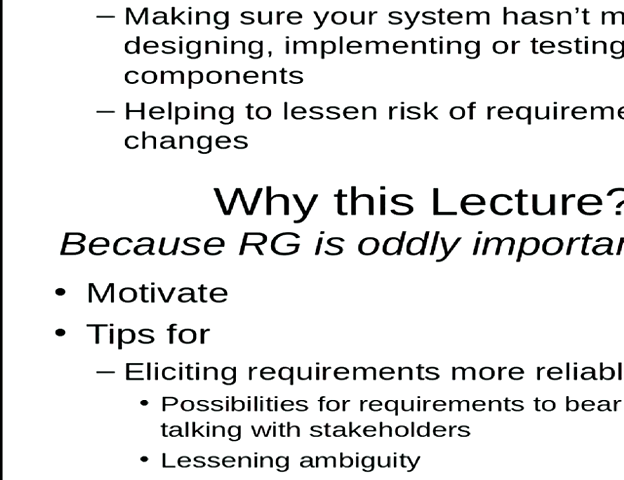 – Making sure your system hasn't m
designing, implementing or testing
components
– Helping to lessen risk of requireme
changes
Why this Lecture?
Because RG is oddly importan
• Motivate
• Tips for
– Eliciting requirements more reliabl
• Possibilities for requirements to bear
talking with stakeholders
• Lessening ambiguity